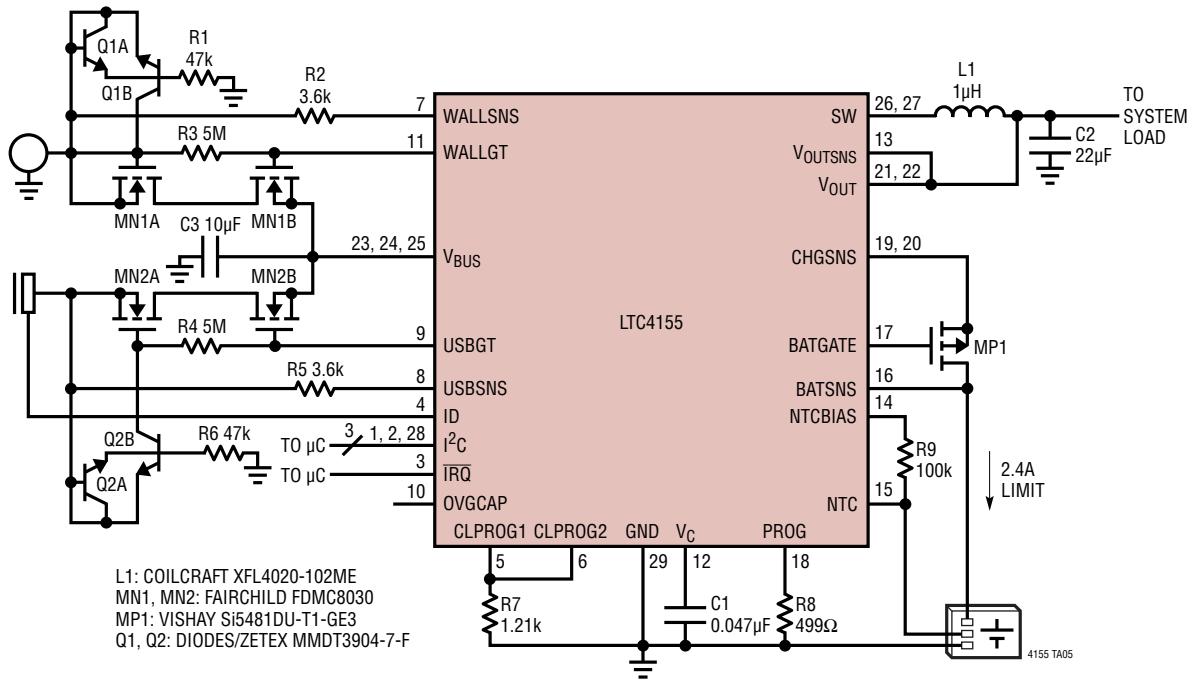 Q1A
Q1B
R1
47k
R2
3.6k
7
WALLSNS
R3 5M
11
WALLGT
MN1A
MN1B
C3 10µF
23, 24, 25
VBUS
MN2A
MN2B
R4 5M
9
USBGT
R5 3.6k
8
USBSNS
4
ID
Q2B
R6 47k
TO µC
3
1, 2, 28
I²C
Q2A
TO µC
3
IRQ
10
OVGCAP
LTC4155
SW
26, 27
L1
1µH
TO
SYSTEM
LOAD
C2
22µF
VOUTSNS
13
VOUT
21, 22
CHGSNS
19, 20
BATGATE
17
MP1
BATSNS
16
NTCBIAS
14
R9
100k
2.4A
LIMIT
NTC
15
CLPROG1
CLPROG2
GND
VC
PROG
5
6
29
12
18
R7
1.21k
C1
0.047µF
R8
499Ω
L1: COILCRAFT XFL4020-102ME
MN1, MN2: FAIRCHILD FDMC8030
MP1: VISHAY Si5481DU-T1-GE3
Q1, Q2: DIODES/ZETEX MMDT3904-7-F
4155 TA05